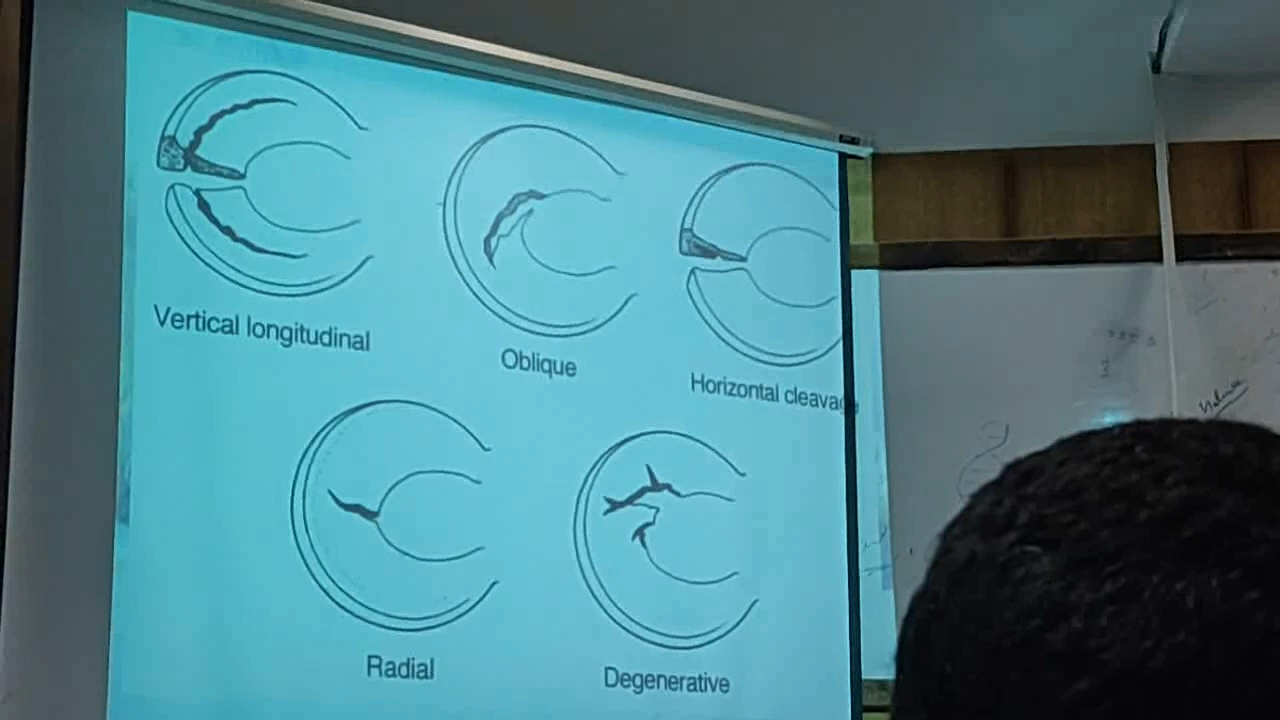 Vertical longitudinal
Oblique
Horizontal cleavage
Radial
Degenerative